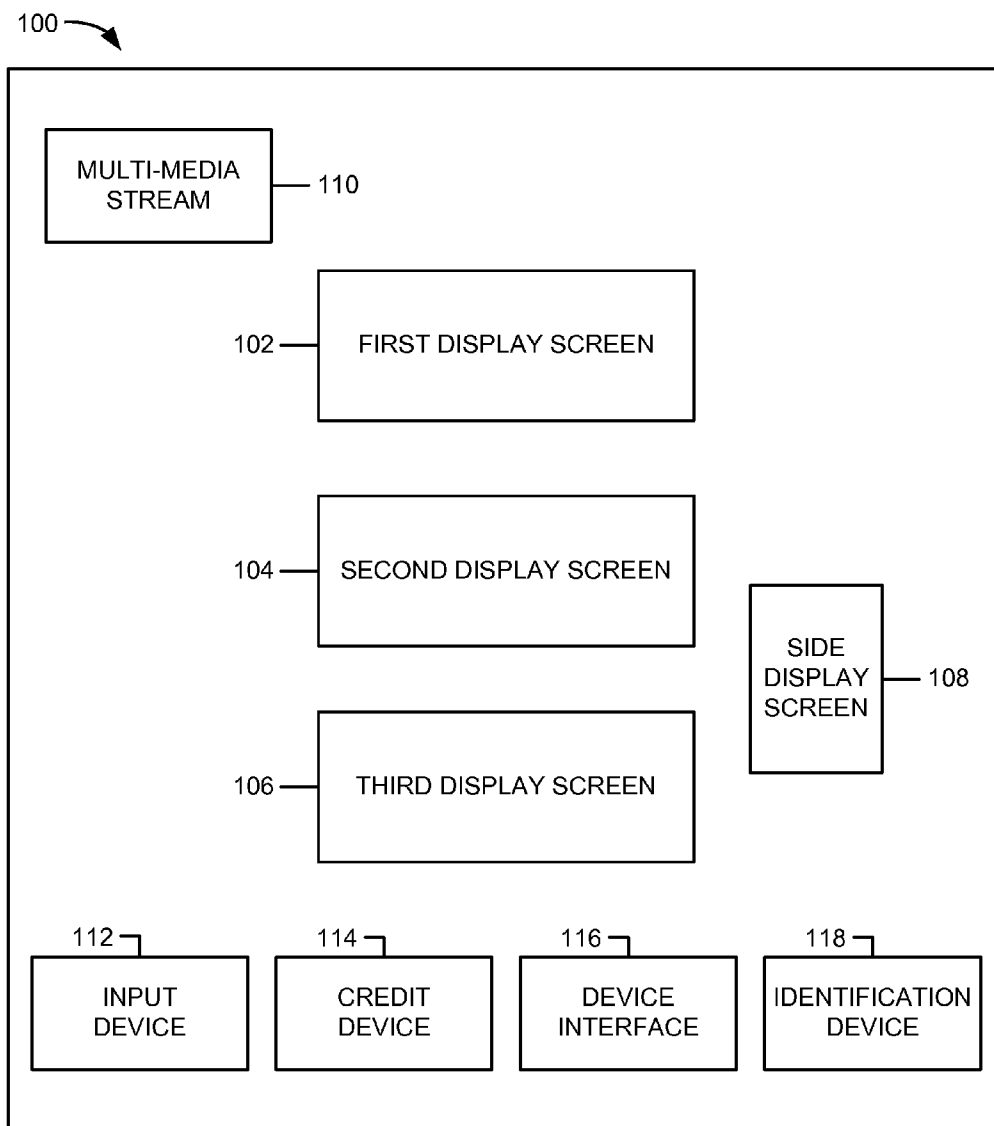 100
MULTI-MEDIA
STREAM
110
102
FIRST DISPLAY SCREEN
104
SECOND DISPLAY SCREEN
SIDE
DISPLAY
SCREEN
108
106
THIRD DISPLAY SCREEN
112
INPUT
DEVICE
114
CREDIT
DEVICE
116
DEVICE
INTERFACE
118
IDENTIFICATION
DEVICE